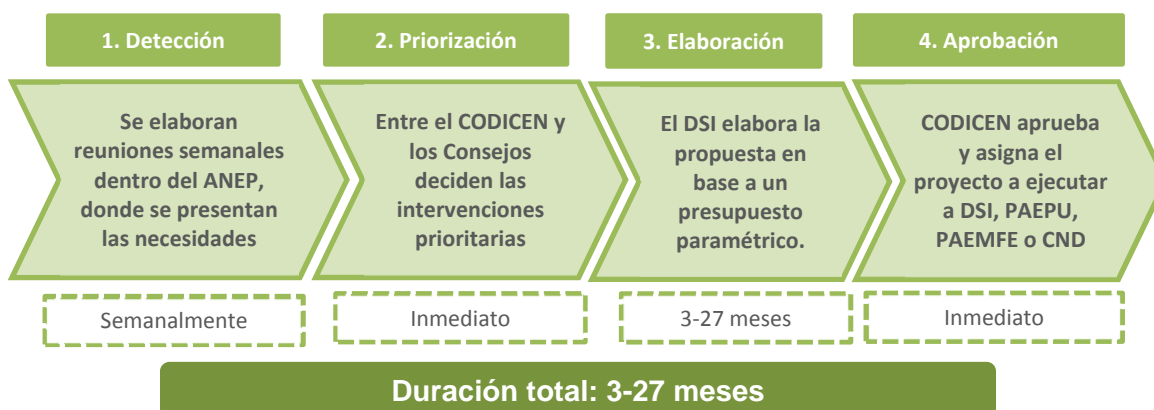 1. Detección
2. Priorización
3. Elaboración
4. Aprobación
Se elaboran
reuniones semanales
dentro del ANEP,
donde se presentan
las necesidades
Entre el CODICEN y
los Consejos
deciden las
intervenciones
prioritarias
El DSI elabora la
propuesta en
base a un
presupuesto
paramétrico.
CODICEN aprueba
y asigna el
proyecto a ejecutar
a DSI, PAEPU,
PAEMFE o CND
Semanalmente
Inmediato
3-27 meses
Inmediato
Duración total: 3-27 meses